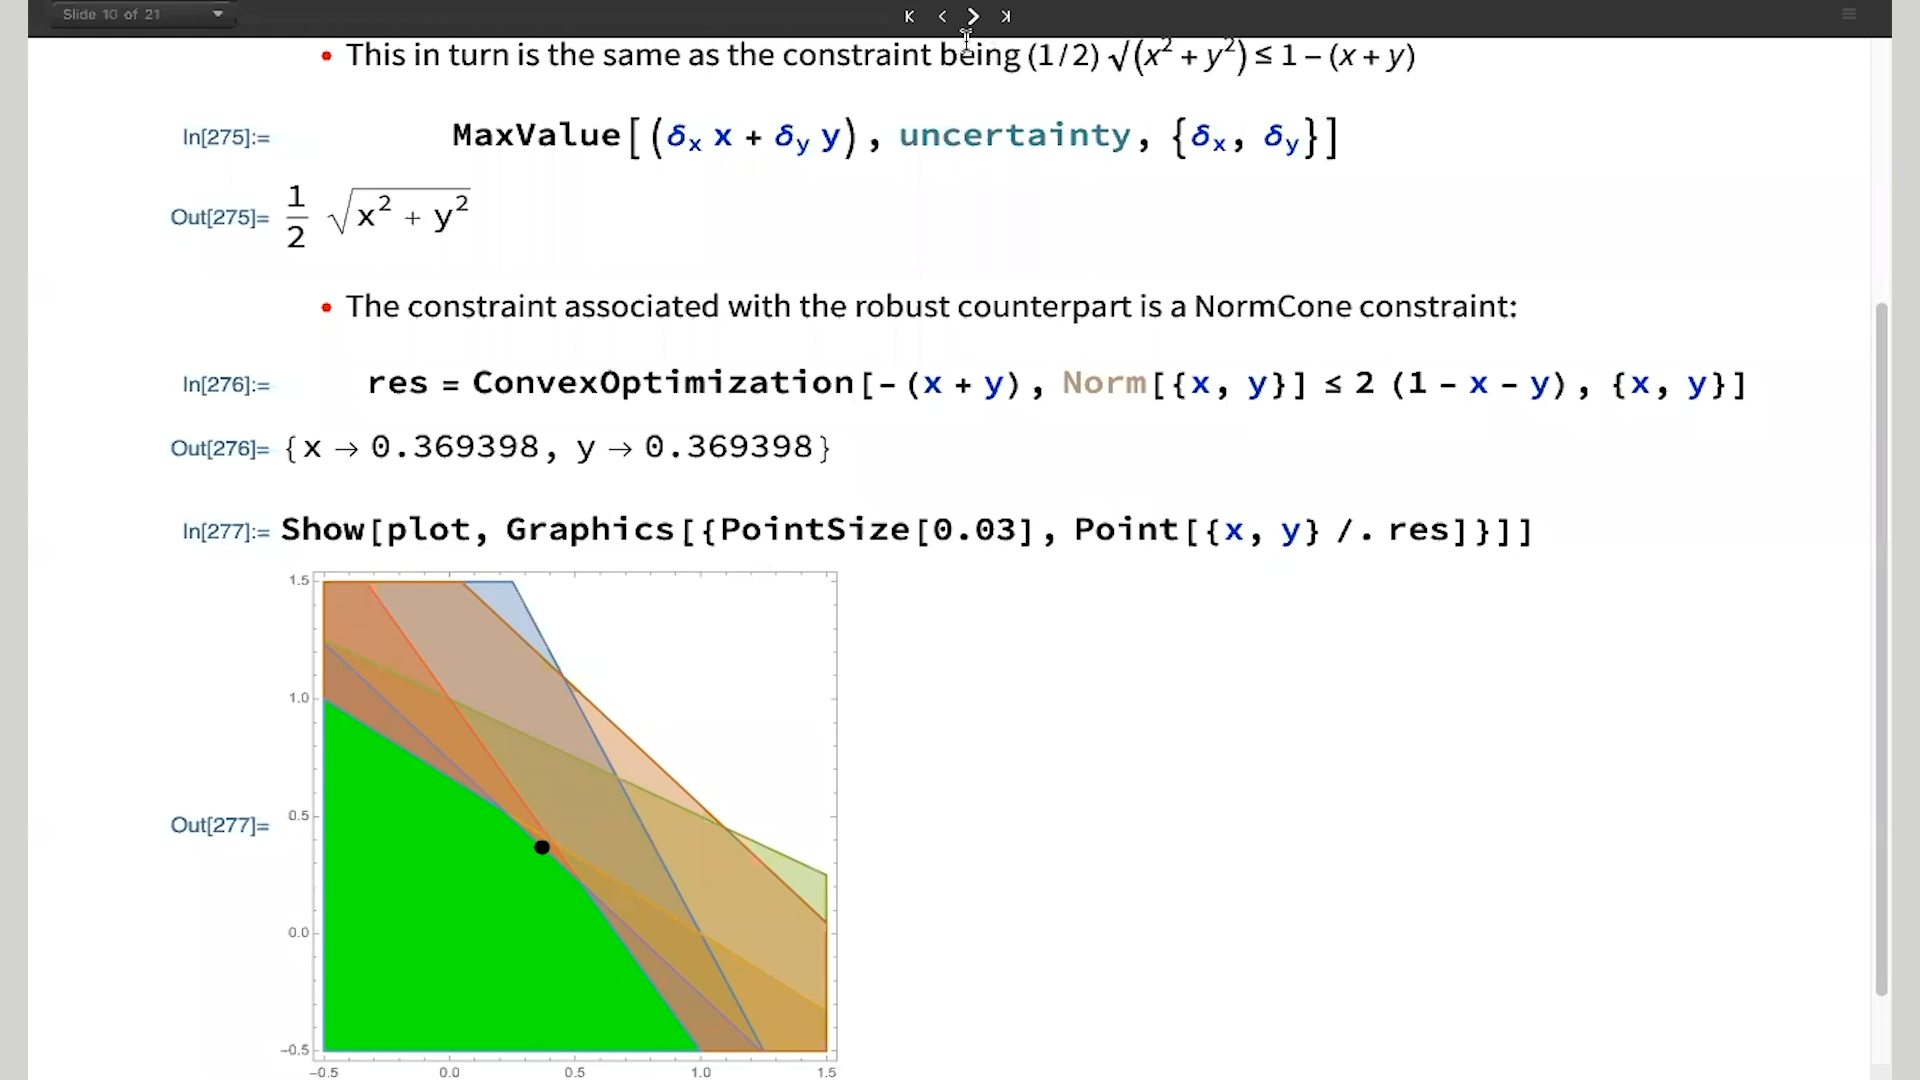 Slide 10 of 21
• This in turn is the same as the constraint being (1/2) √(x² + y²) ≤ 1 – (x + y)
In[275]:= MaxValue[(δₓ x + δᵧ y), uncertainty, {δₓ, δᵧ}]
Out[275]= 1/2 √(x² + y²)
• The constraint associated with the robust counterpart is a NormCone constraint:
In[276]:= res = ConvexOptimization[-(x + y), Norm[{x, y}] ≤ 2 (1 - x - y), {x, y}]
Out[276]= {x → 0.369398, y → 0.369398}
In[277]:= Show[plot, Graphics[{PointSize[0.03], Point[{x, y} /. res]}]]
Out[277]=
1.5
1.0
0.5
0.0
-0.5
-0.5 0.0 0.5 1.0 1.5